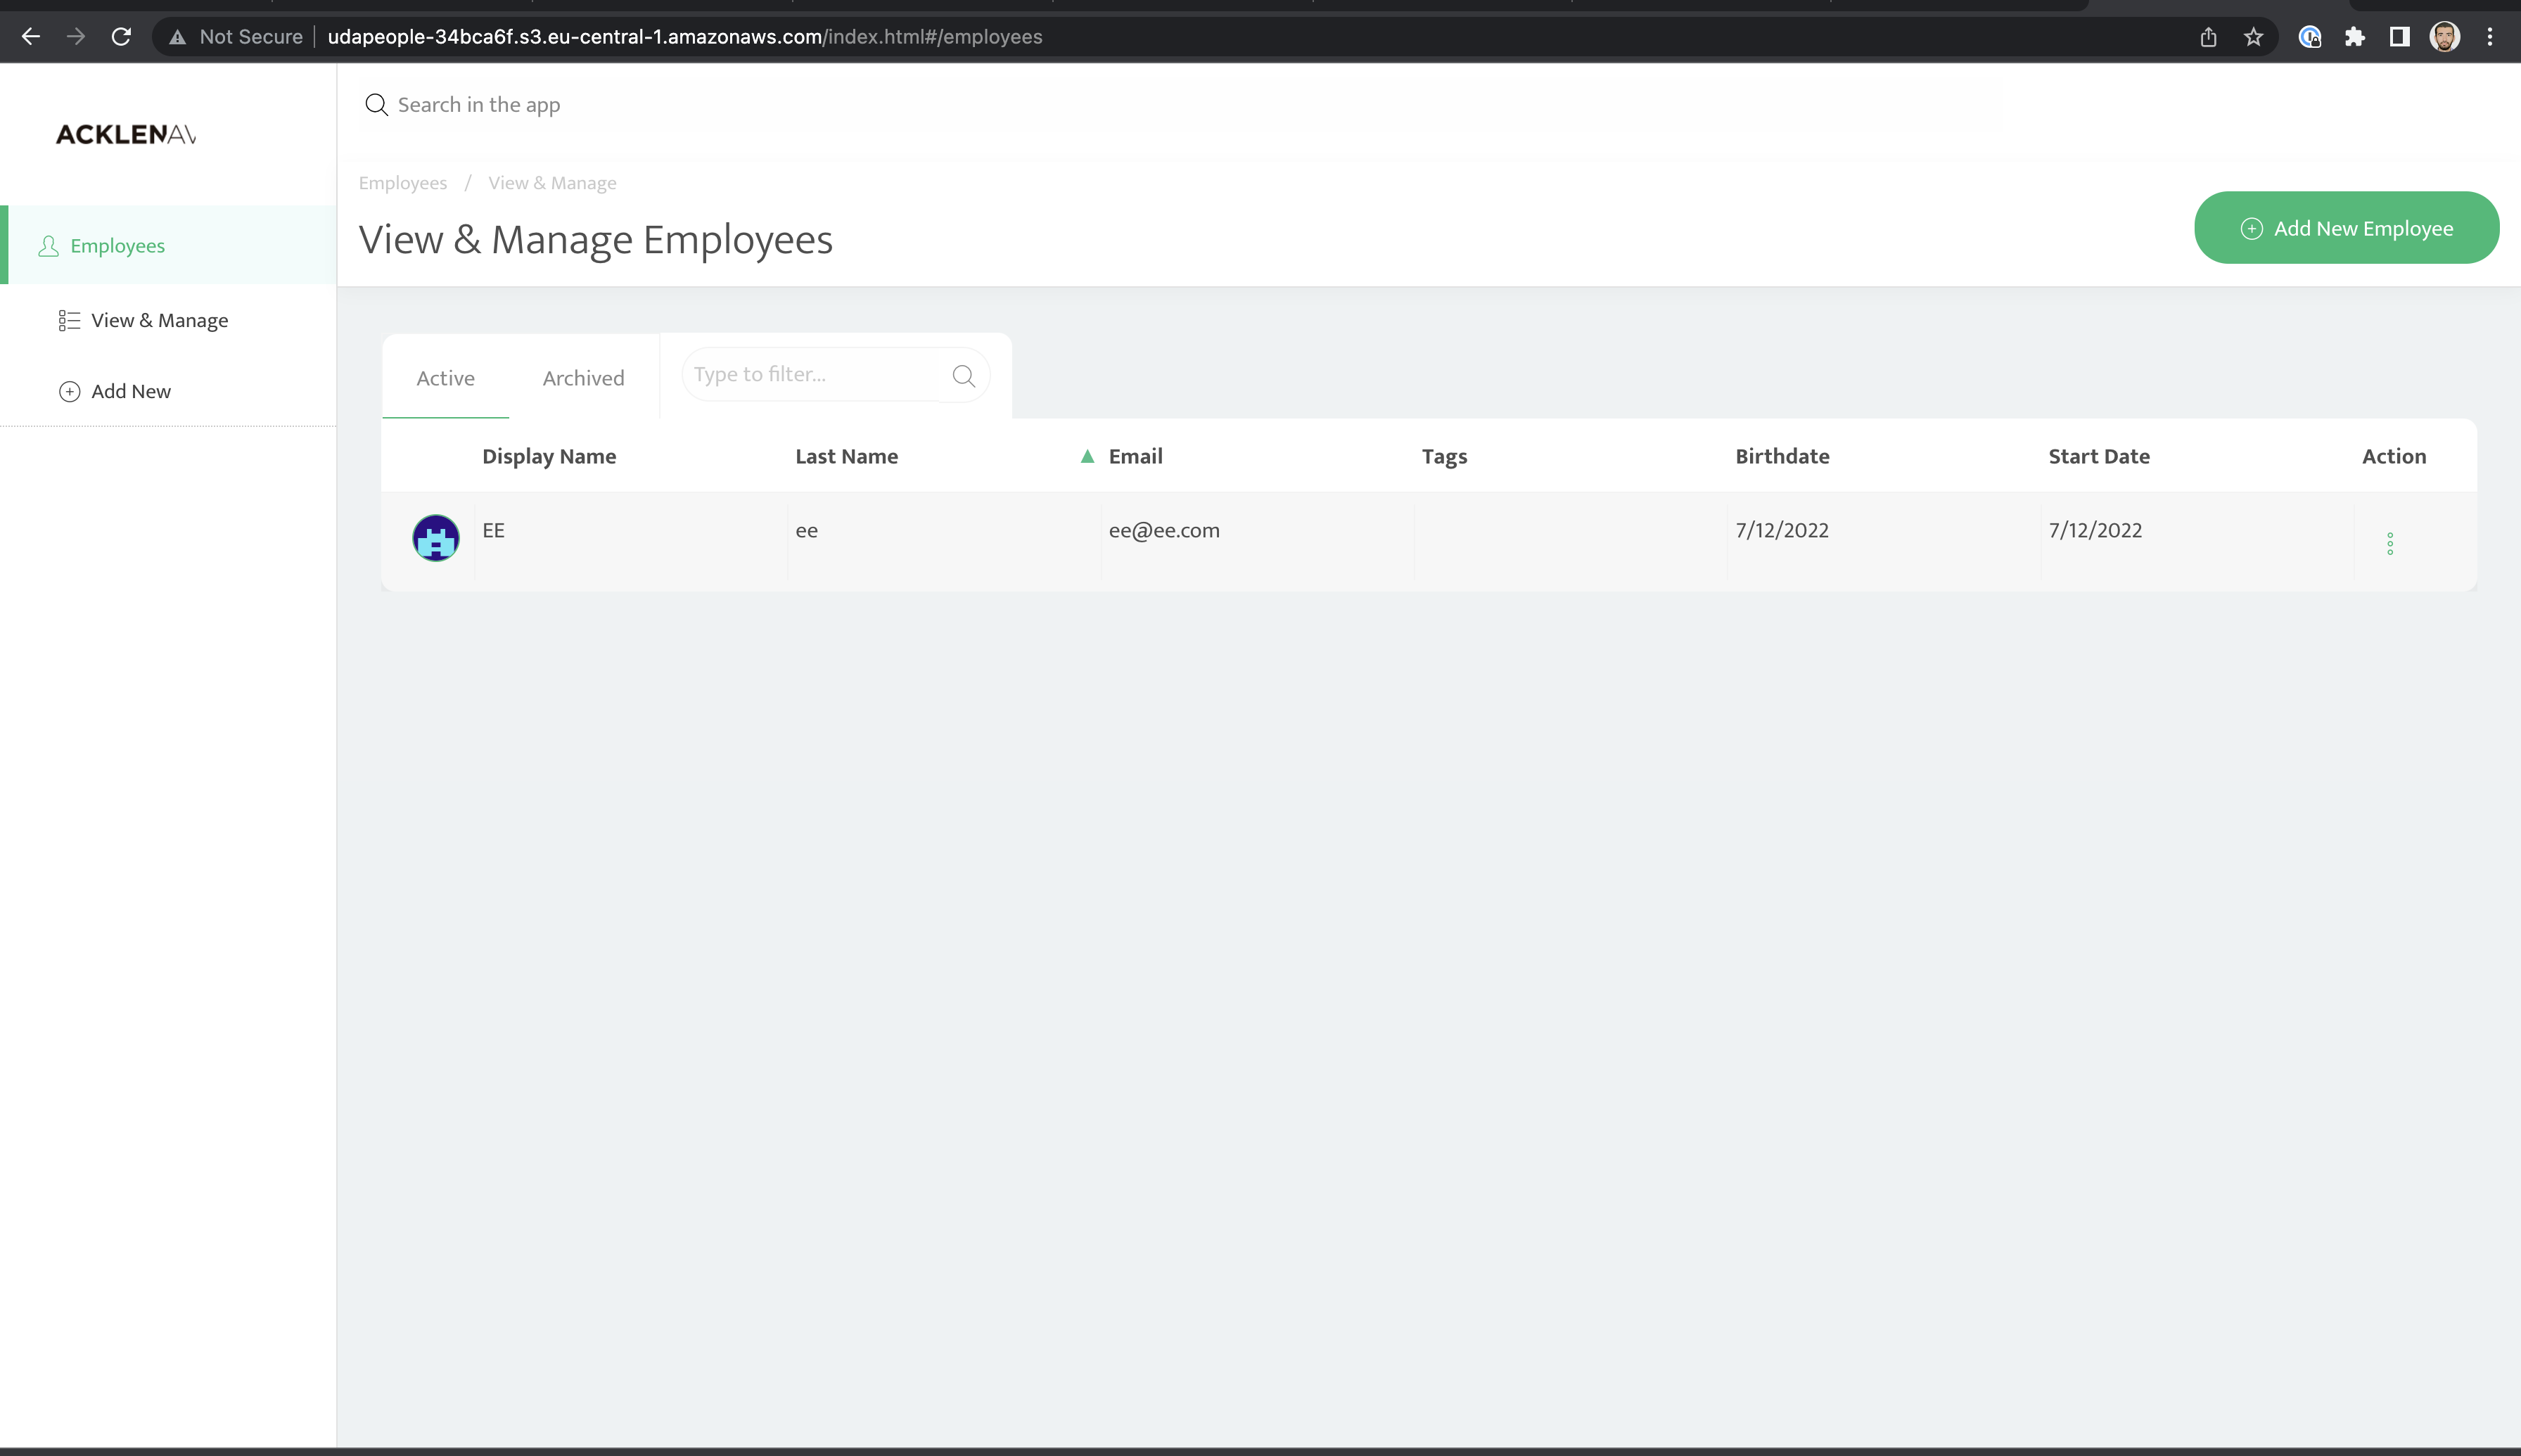 Not Secure udapeople-34bca6f.s3.eu-central-1.amazonaws.com/index.html#/employees
ACKLENAV
Search in the app
Employees / View & Manage
View & Manage Employees
Add New Employee
Employees
View & Manage
Add New
Active Archived Type to filter...
Display Name Last Name ▲ Email Tags Birthdate Start Date Action
EE ee ee@ee.com 7/12/2022 7/12/2022